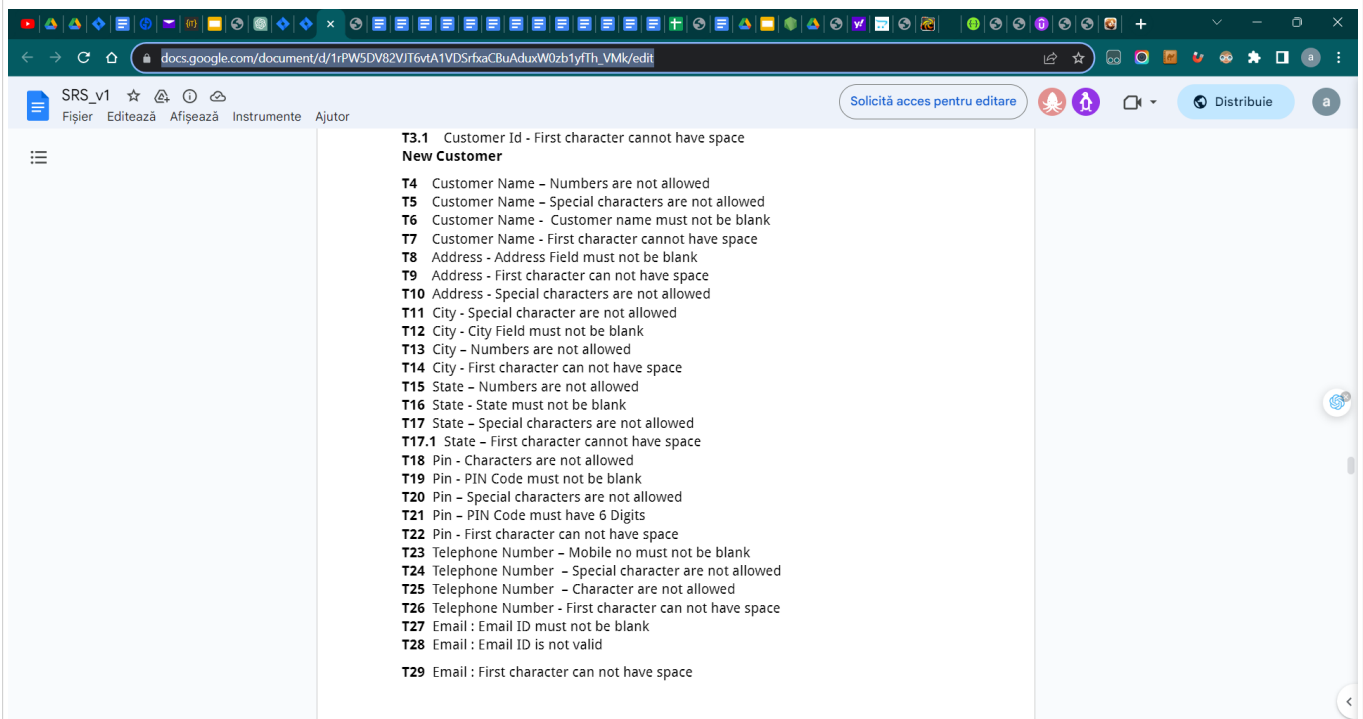 docs.google.com/document/d/1rPW5DV82VJT6vtA1VDSrfxaCBuAduxW0zb1yfTh_VMk/edit
SRS_v1
Solicită acces pentru editare
Distribuie
a
Fișier Editează Afișează Instrumente Ajutor
T3.1 Customer Id - First character cannot have space
New Customer
T4 Customer Name – Numbers are not allowed
T5 Customer Name – Special characters are not allowed
T6 Customer Name - Customer name must not be blank
T7 Customer Name - First character cannot have space
T8 Address - Address Field must not be blank
T9 Address - First character can not have space
T10 Address - Special characters are not allowed
T11 City - Special character are not allowed
T12 City - City Field must not be blank
T13 City – Numbers are not allowed
T14 City - First character can not have space
T15 State – Numbers are not allowed
T16 State - State must not be blank
T17 State – Special characters are not allowed
T17.1 State – First character cannot have space
T18 Pin - Characters are not allowed
T19 Pin - PIN Code must not be blank
T20 Pin – Special characters are not allowed
T21 Pin – PIN Code must have 6 Digits
T22 Pin - First character can not have space
T23 Telephone Number – Mobile no must not be blank
T24 Telephone Number – Special character are not allowed
T25 Telephone Number – Character are not allowed
T26 Telephone Number - First character can not have space
T27 Email : Email ID must not be blank
T28 Email : Email ID is not valid
T29 Email : First character can not have space